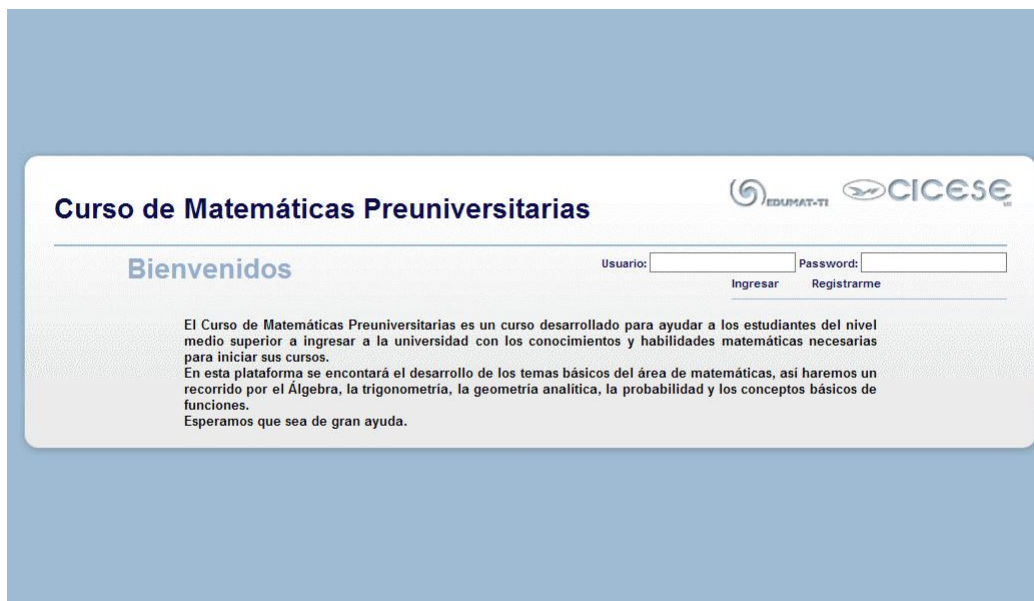 Curso de Matemáticas Preuniversitarias
EDUMAT-TI
CICESE
Bienvenidos
Usuario:
Password:
Ingresar
Registrarme
El Curso de Matemáticas Preuniversitarias es un curso desarrollado para ayudar a los estudiantes del nivel
medio superior a ingresar a la universidad con los conocimientos y habilidades matemáticas necesarias
para iniciar sus cursos.
En esta plataforma se encontará el desarrollo de los temas básicos del área de matemáticas, así haremos un
recorrido por el Álgebra, la trigonometría, la geometría analítica, la probabilidad y los conceptos básicos de
funciones.
Esperamos que sea de gran ayuda.